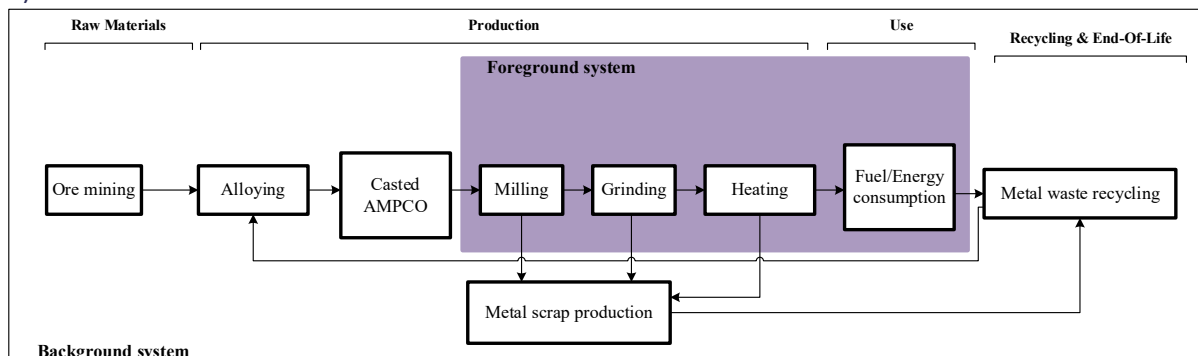 Raw Materials
Production
Use
Recycling & End-Of-Life
Foreground system
Ore mining
Alloying
Casted
AMPCO
Milling
Grinding
Heating
Fuel/Energy
consumption
Metal waste recycling
Metal scrap production
Background system